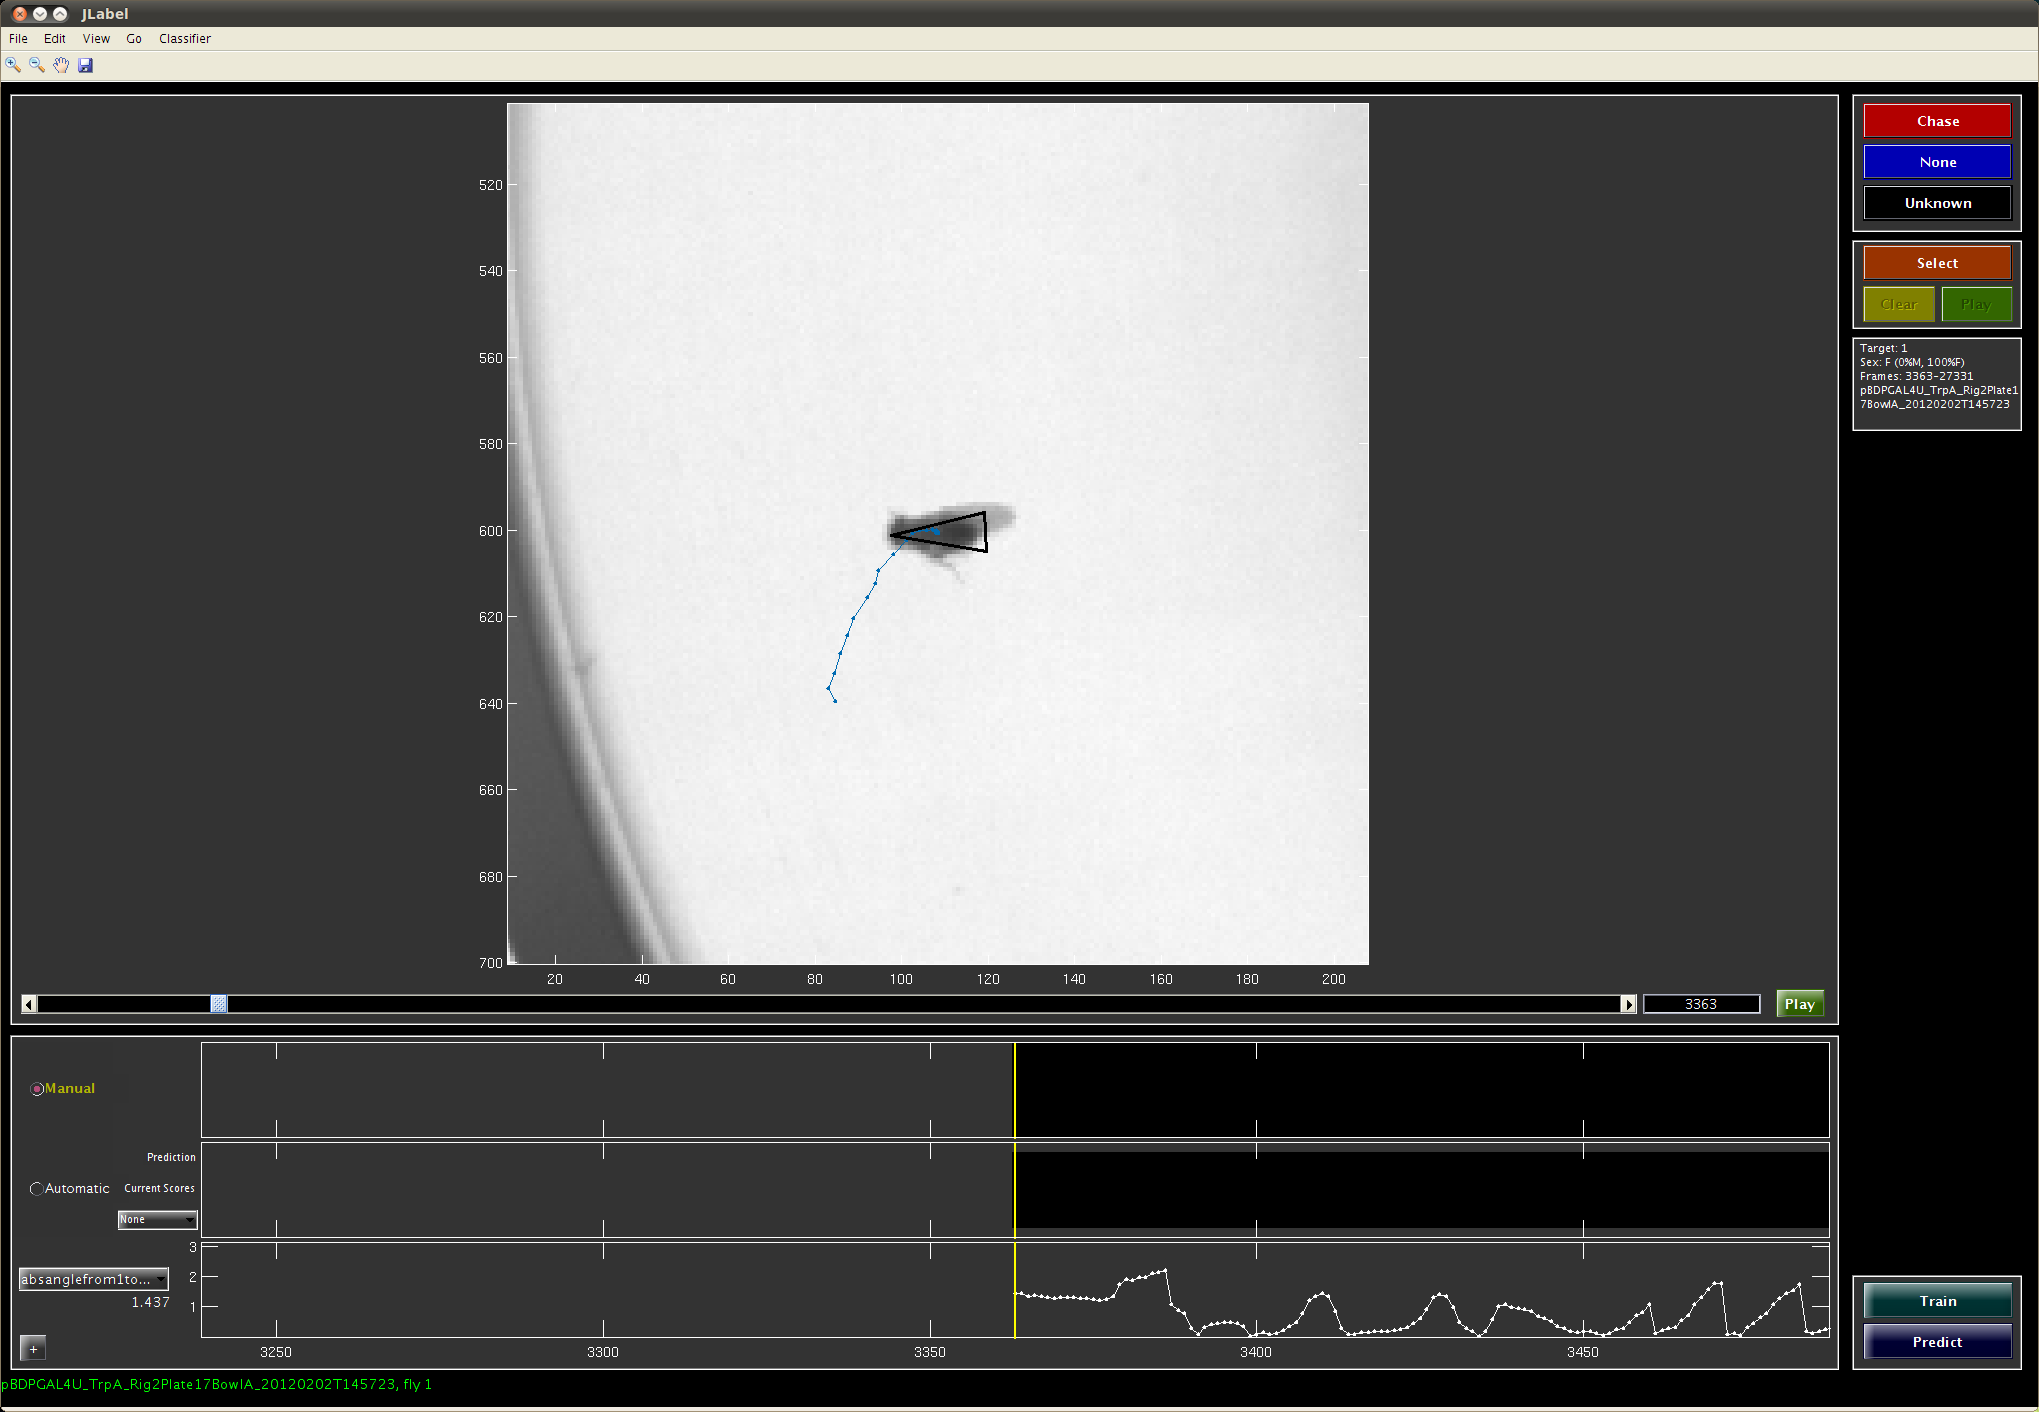 JLabel
File Edit View Go Classifier
Chase
None
Unknown
Select
Clear Play
Target: 1
Sex: F (0%M, 100%F)
Frames: 3363-27331
pBDPGAL4U_TrpA_Rig2Plate1
7BowlA_20120202T145723
520
540
560
580
600
620
640
660
680
700
20 40 60 80 100 120 140 160 180 200
3363 Play
Manual
Prediction
Automatic Current Scores
None
absanglefrom1to...
1.437
3
2
1
+
3250 3300 3350 3400 3450
Train
Predict
pBDPGAL4U_TrpA_Rig2Plate17BowlA_20120202T145723, fly 1